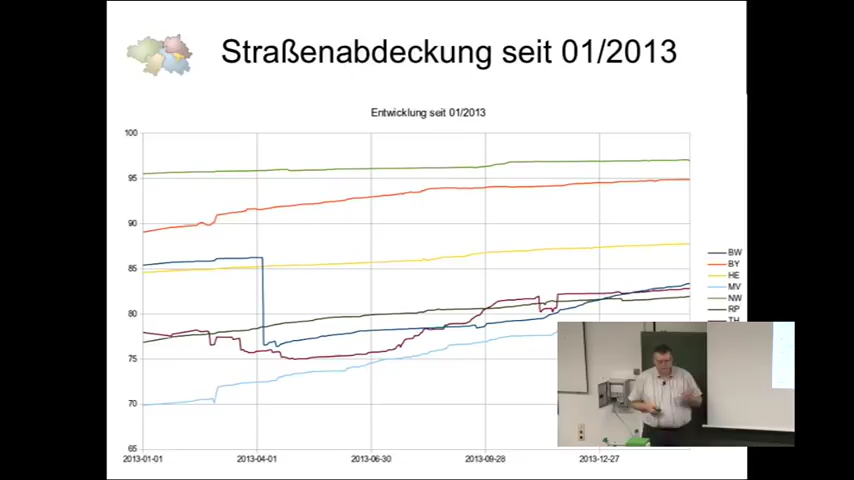 Straßenabdeckung seit 01/2013
Entwicklung seit 01/2013
100
95
90
85
80
75
70
65
2013-01-01
2013-04-01
2013-06-30
2013-09-28
2013-12-27
BW
BY
HE
MV
NW
RP
TH